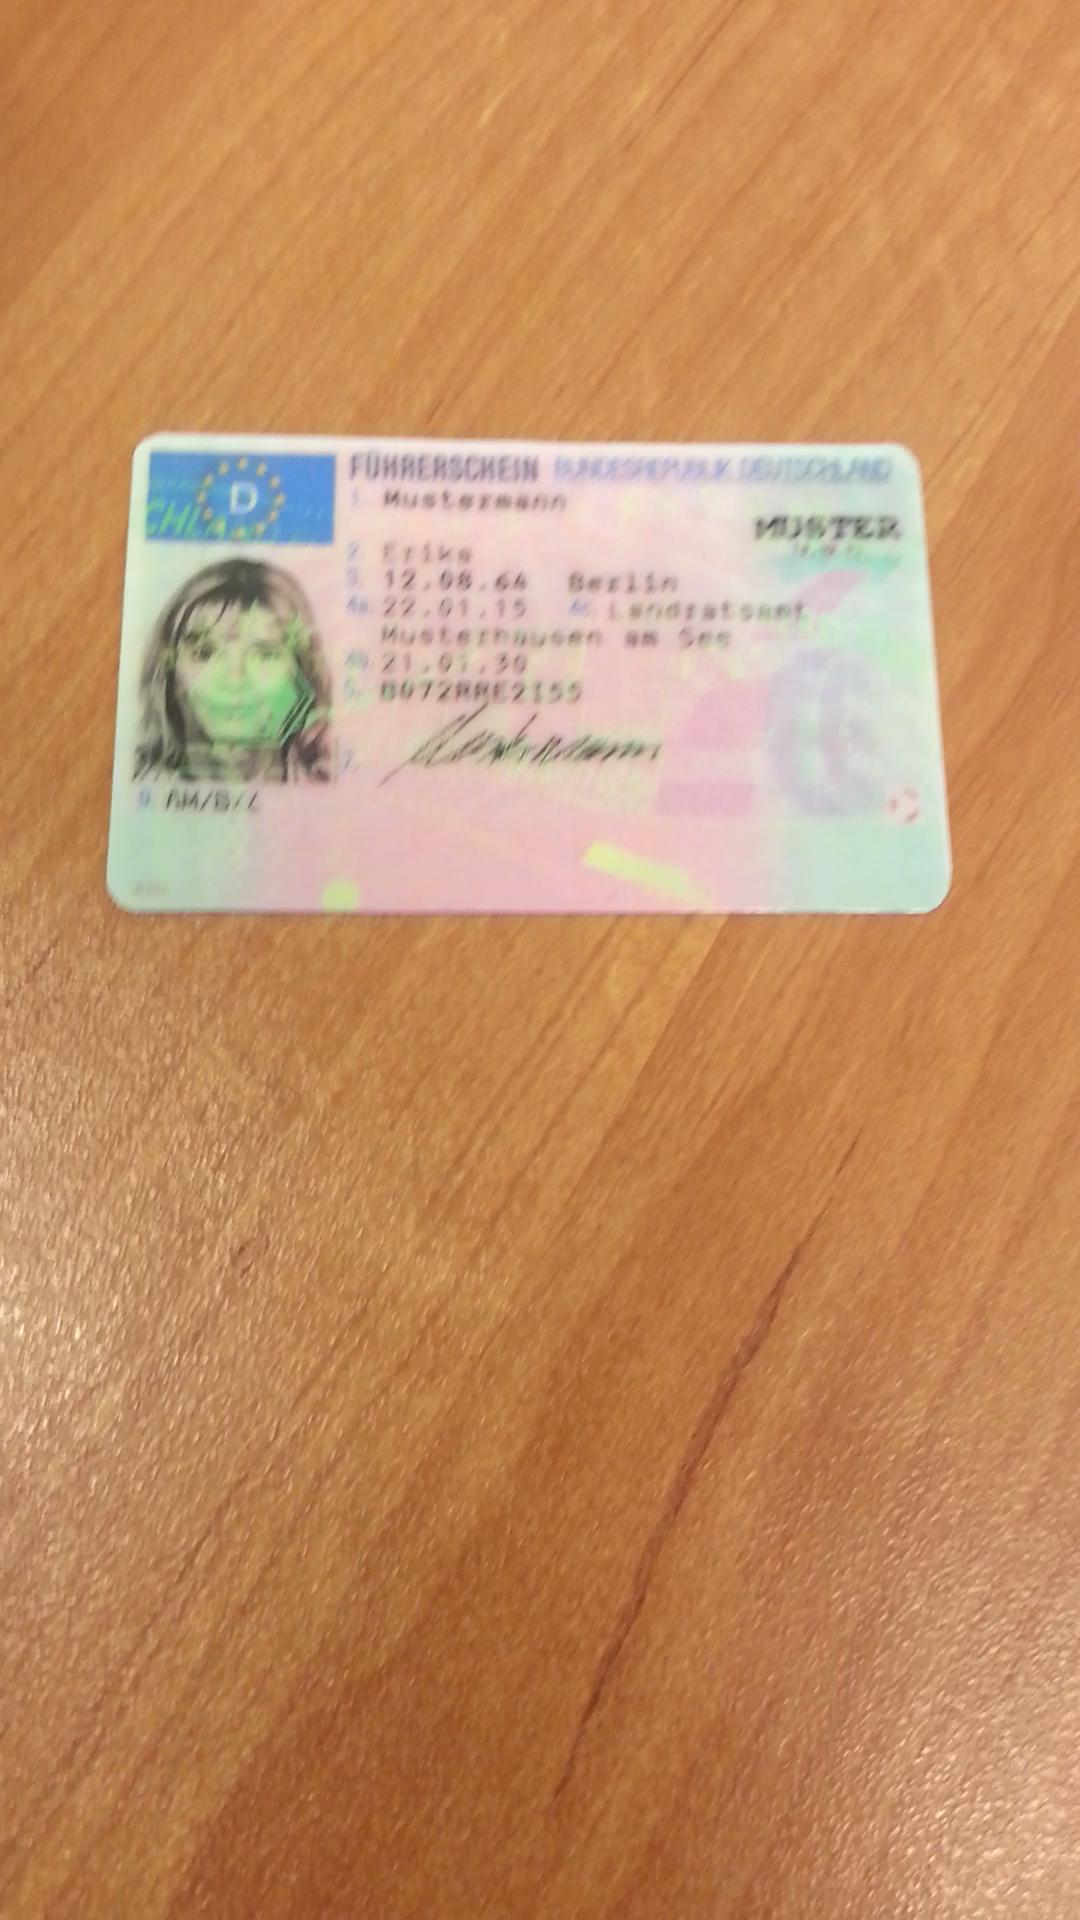 FÜHRERSCHEIN BUNDESREPUBLIK DEUTSCHLAND
D
CHLA
1. Mustermann
MUSTER
2. Erika
3. 12.08.64 Berlin
4a. 22.01.15 4c. Landratsamt
Musterhausen am See
4b. 21.01.30
5. B072RRE2I55
7. Mustermann
9. AM/B/L